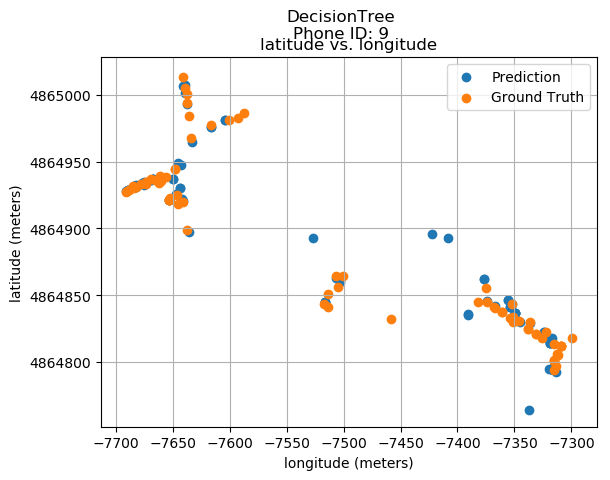 DecisionTree
Phone ID: 9
latitude vs. longitude
Prediction
Ground Truth
4865000
4864950
4864900
4864850
4864800
latitude (meters)
−7700 −7650 −7600 −7550 −7500 −7450 −7400 −7350 −7300
longitude (meters)